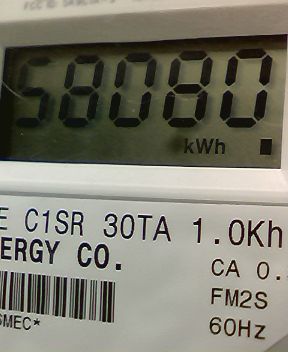 58080
kWh
E C1SR 30TA 1.0Kh
ERGY CO.
CA 0.
FM2S
60Hz
SMEC*